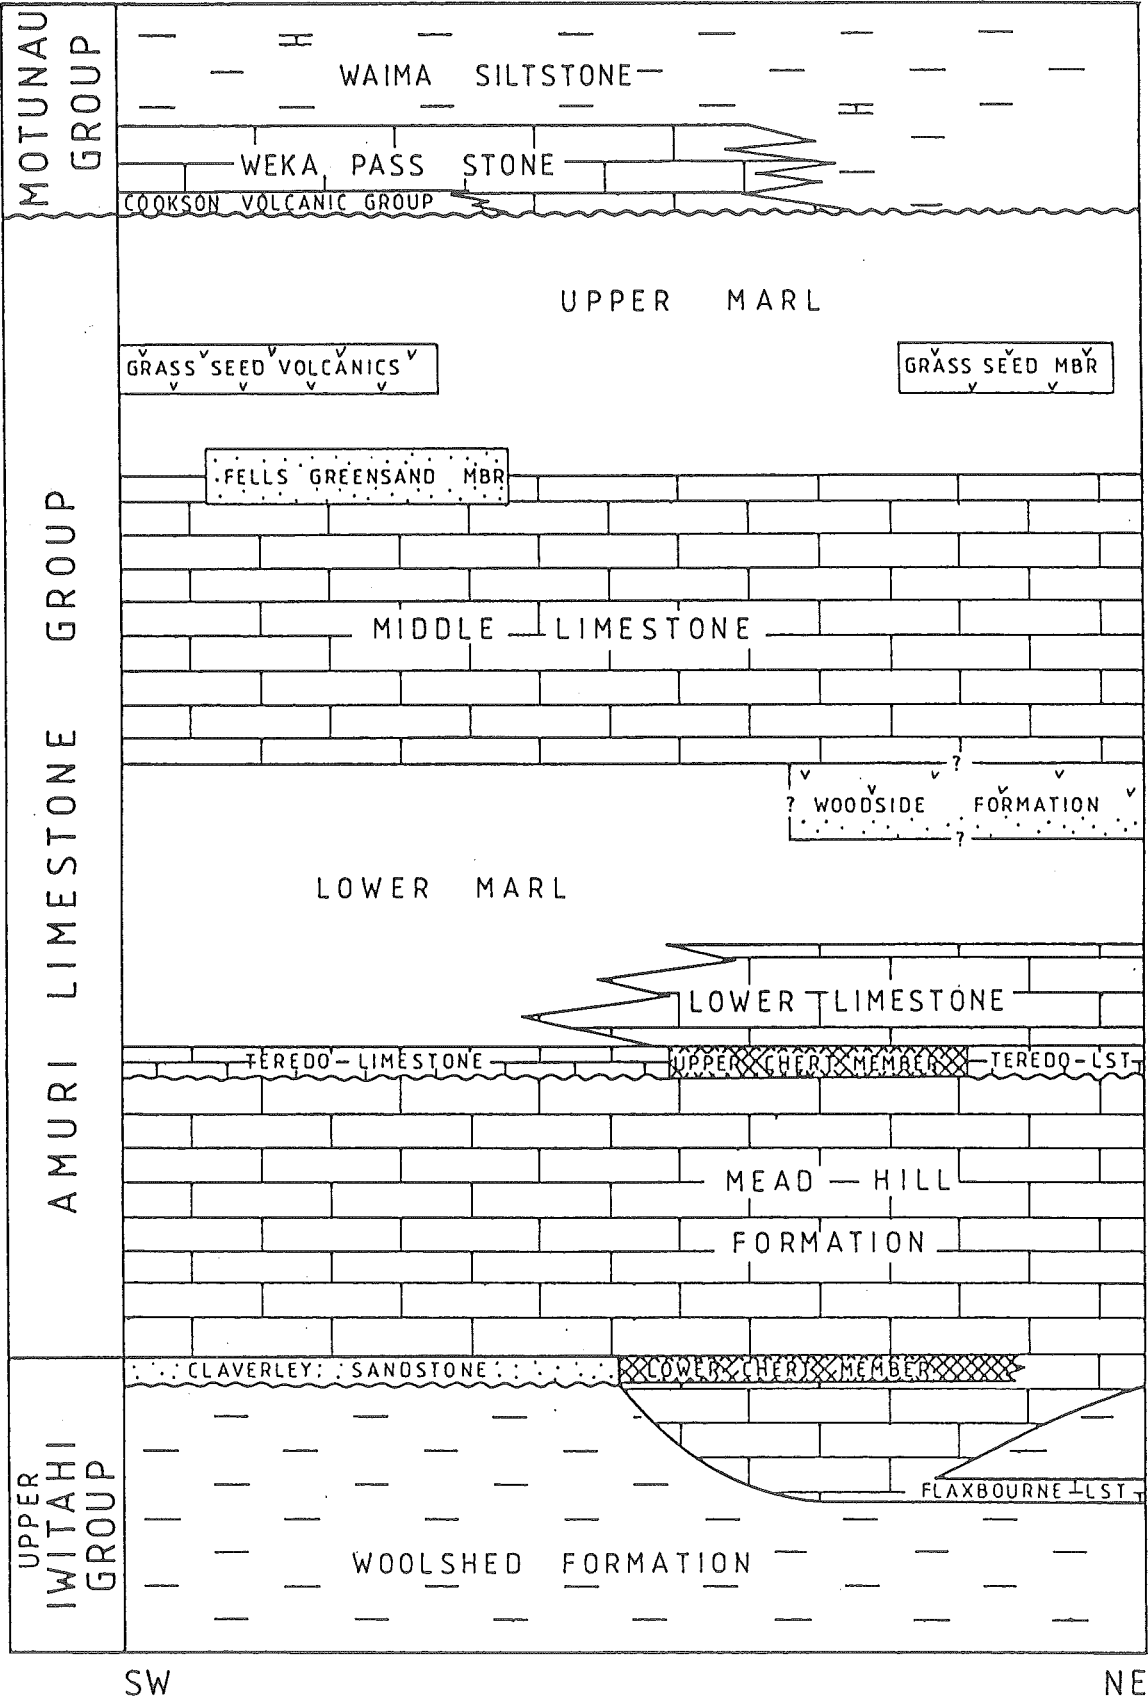 MOTUNAU
GROUP
WAIMA SILTSTONE
WEKA PASS STONE
COOKSON VOLCANIC GROUP
AMURI LIMESTONE GROUP
UPPER MARL
GRASS SEED VOLCANICS
GRASS SEED MBR
FELLS GREENSAND MBR
MIDDLE LIMESTONE
?
? WOODSIDE FORMATION
?
LOWER MARL
LOWER LIMESTONE
TEREDO LIMESTONE
UPPER CHERT MEMBER
TEREDO LST
MEAD HILL
FORMATION
UPPER
IWITAHI
GROUP
CLAVERLEY SANDSTONE
LOWER CHERT MEMBER
FLAXBOURNE LST
WOOLSHED FORMATION
SW
NE